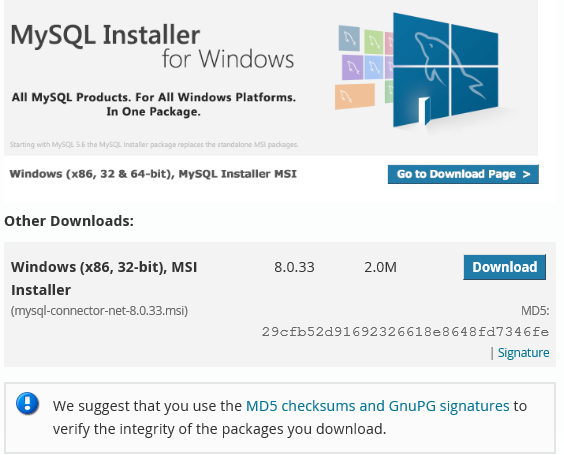 MySQL Installer
for Windows
All MySQL Products. For All Windows Platforms.
In One Package.
Starting with MySQL 5.6 the MySQL Installer package replaces the standalone MSI packages.
Windows (x86, 32 & 64-bit), MySQL Installer MSI
Go to Download Page >
Other Downloads:
Windows (x86, 32-bit), MSI 8.0.33 2.0M Download
Installer
(mysql-connector-net-8.0.33.msi) MD5:
29cfb52d91692326618e8648fd7346fe
| Signature
We suggest that you use the MD5 checksums and GnuPG signatures to
verify the integrity of the packages you download.